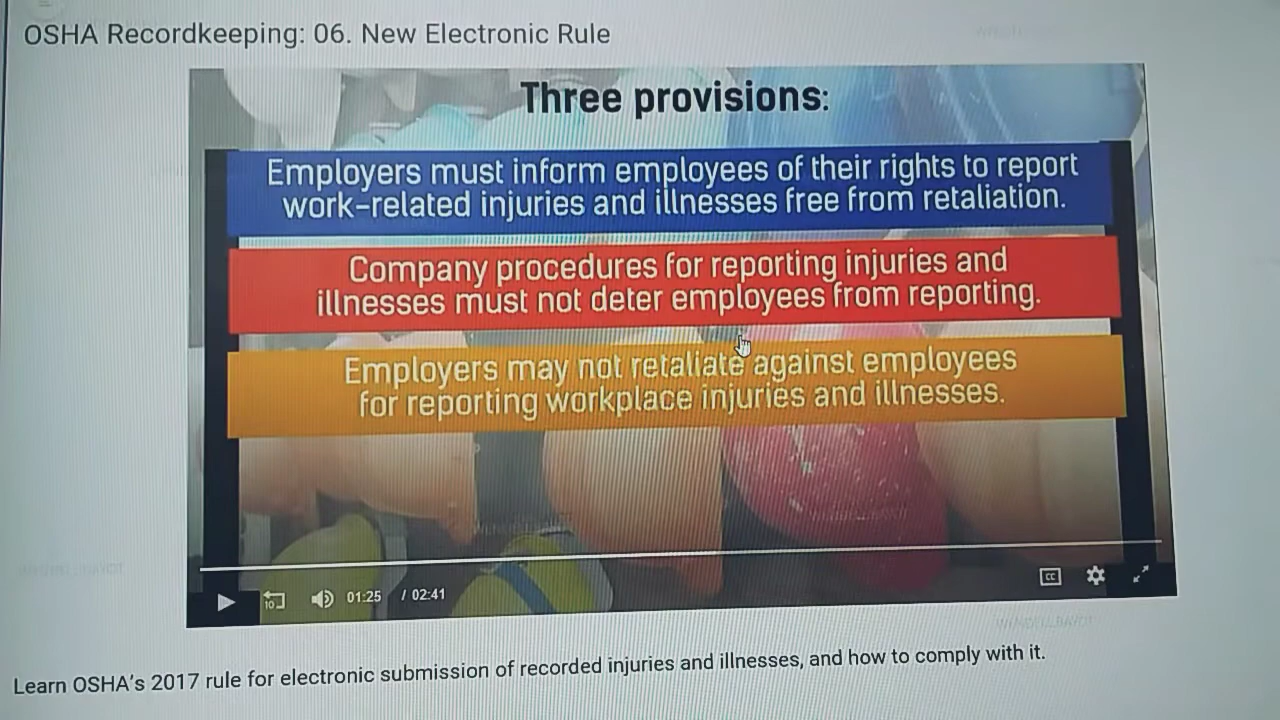 OSHA Recordkeeping: 06. New Electronic Rule
Three provisions:
Employers must inform employees of their rights to report
work-related injuries and illnesses free from retaliation.
Company procedures for reporting injuries and
illnesses must not deter employees from reporting.
Employers may not retaliate against employees
for reporting workplace injuries and illnesses.
10
01:25 / 02:41
CC
Learn OSHA's 2017 rule for electronic submission of recorded injuries and illnesses, and how to comply with it.